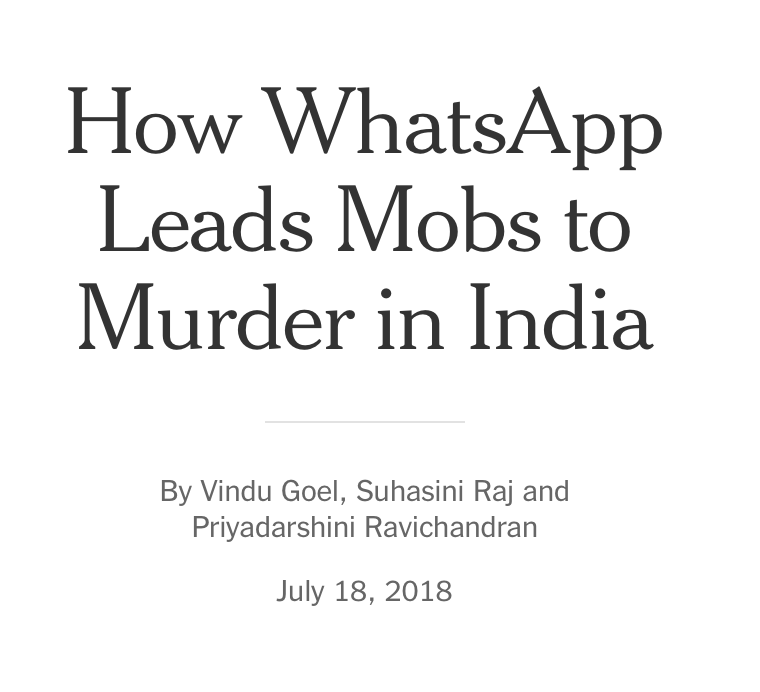 How WhatsApp
Leads Mobs to
Murder in India
By Vindu Goel, Suhasini Raj and
Priyadarshini Ravichandran
July 18, 2018